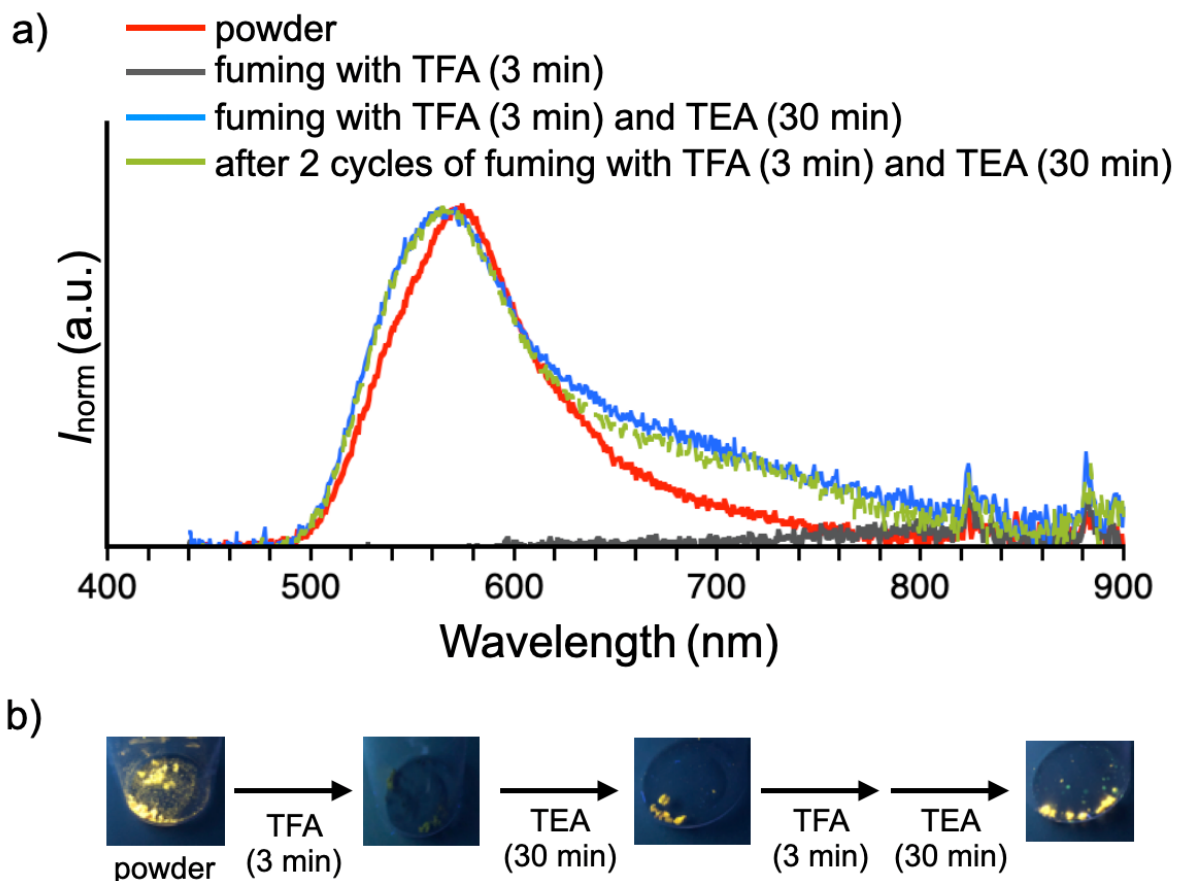 a)
powder
fuming with TFA (3 min)
fuming with TFA (3 min) and TEA (30 min)
after 2 cycles of fuming with TFA (3 min) and TEA (30 min)
Inorm (a.u.)
400 500 600 700 800 900
Wavelength (nm)
b)
TFA
(3 min)
TEA
(30 min)
TFA
(3 min)
TEA
(30 min)
powder